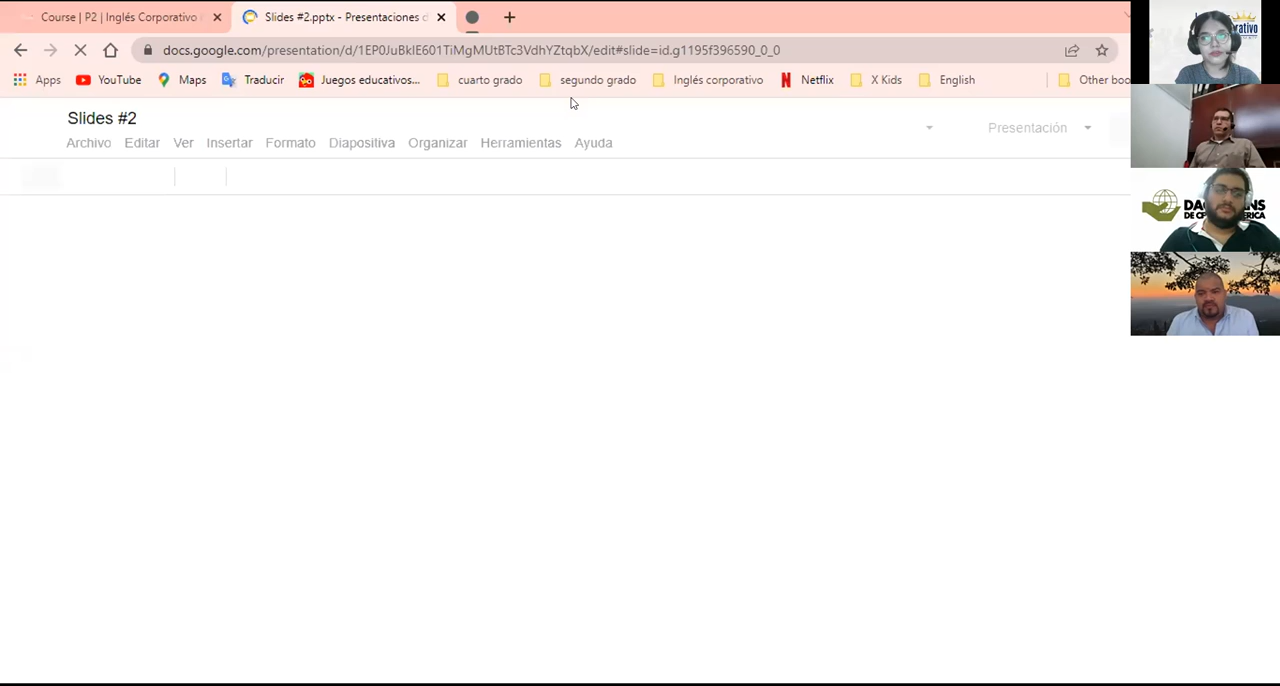 Course | P2 | Inglés Corporativo
Slides #2.pptx - Presentaciones d
docs.google.com/presentation/d/1EP0JuBklE601TiMgMUtBTc3VdhYZtqbX/edit#slide=id.g1195f396590_0_0
Apps YouTube Maps Traducir Juegos educativos... cuarto grado segundo grado Inglés corporativo Netflix X Kids English Other boo
Slides #2
Archivo Editar Ver Insertar Formato Diapositiva Organizar Herramientas Ayuda
Presentación
DE